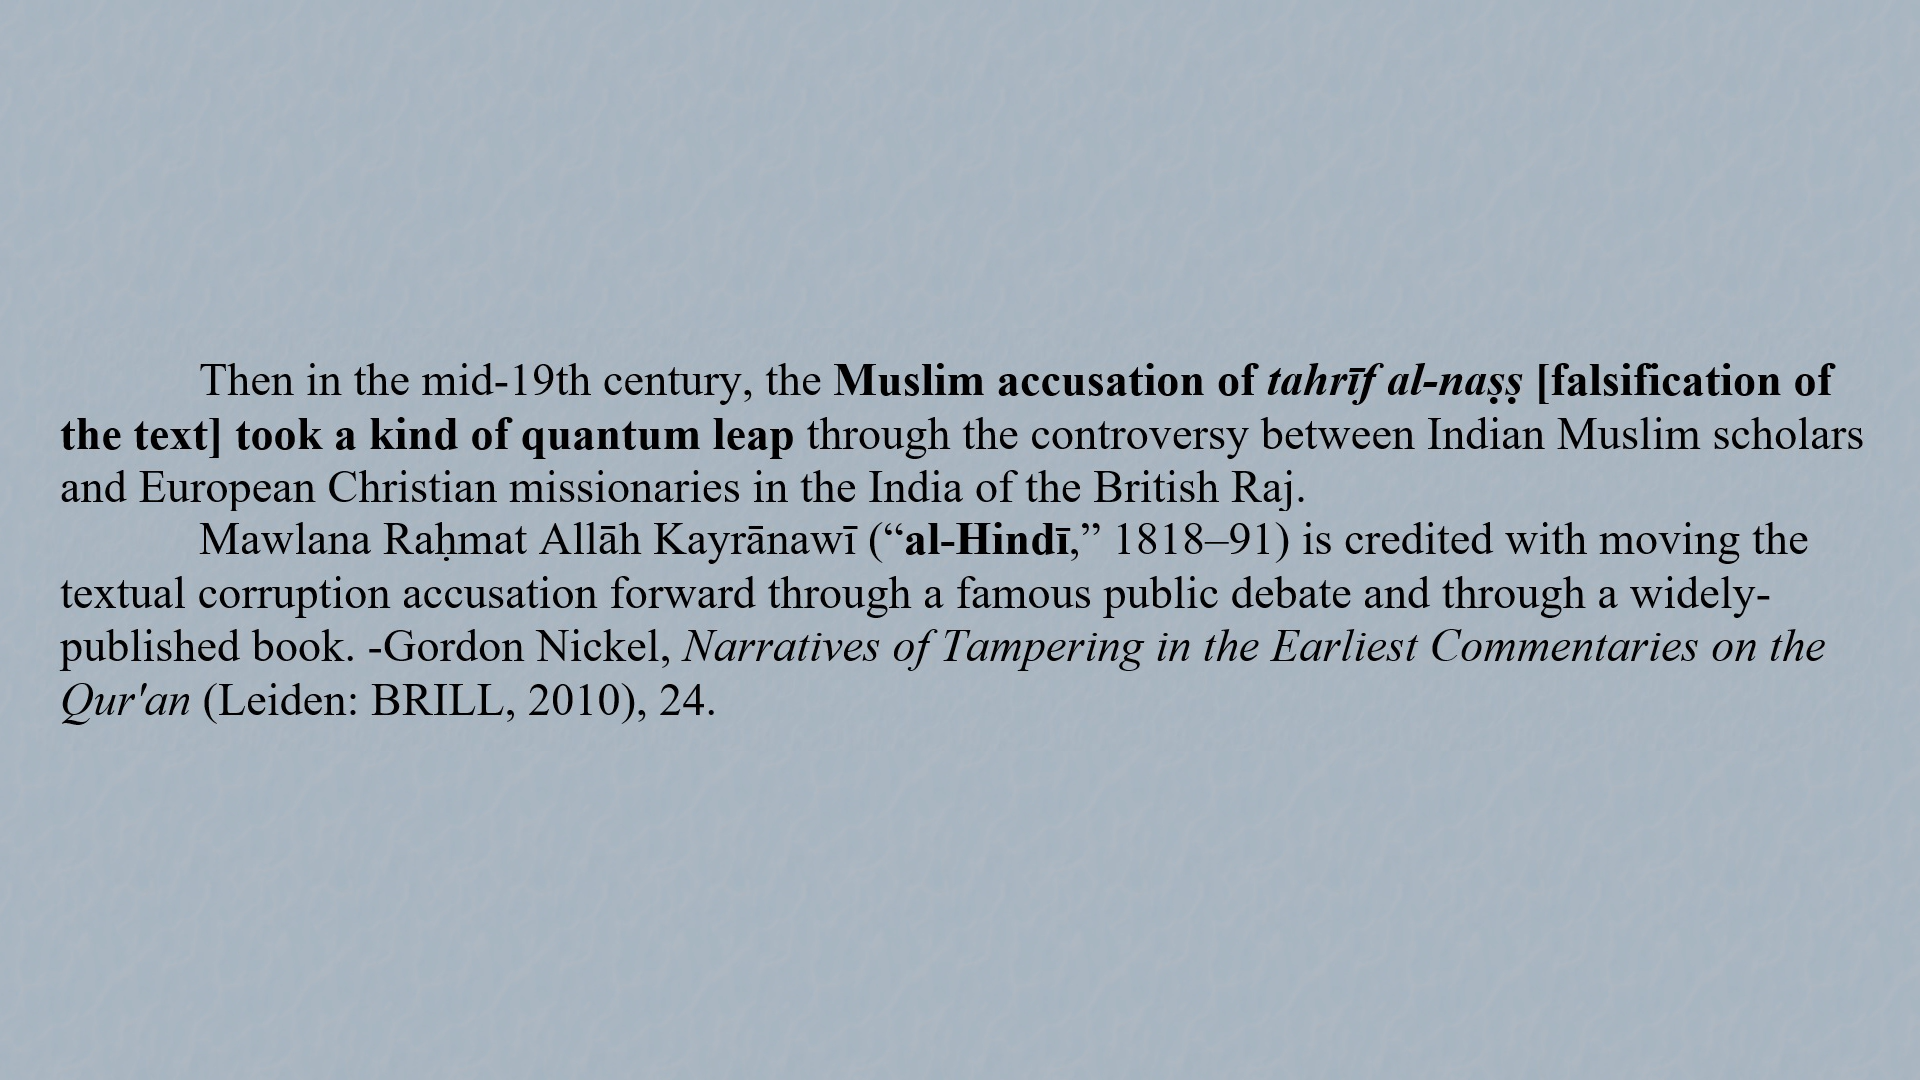 Then in the mid-19th century, the Muslim accusation of tahrīf al-naṣṣ [falsification of
the text] took a kind of quantum leap through the controversy between Indian Muslim scholars
and European Christian missionaries in the India of the British Raj.
Mawlana Raḥmat Allāh Kayrānawī (“al-Hindī,” 1818–91) is credited with moving the
textual corruption accusation forward through a famous public debate and through a widely-
published book. -Gordon Nickel, Narratives of Tampering in the Earliest Commentaries on the
Qur'an (Leiden: BRILL, 2010), 24.